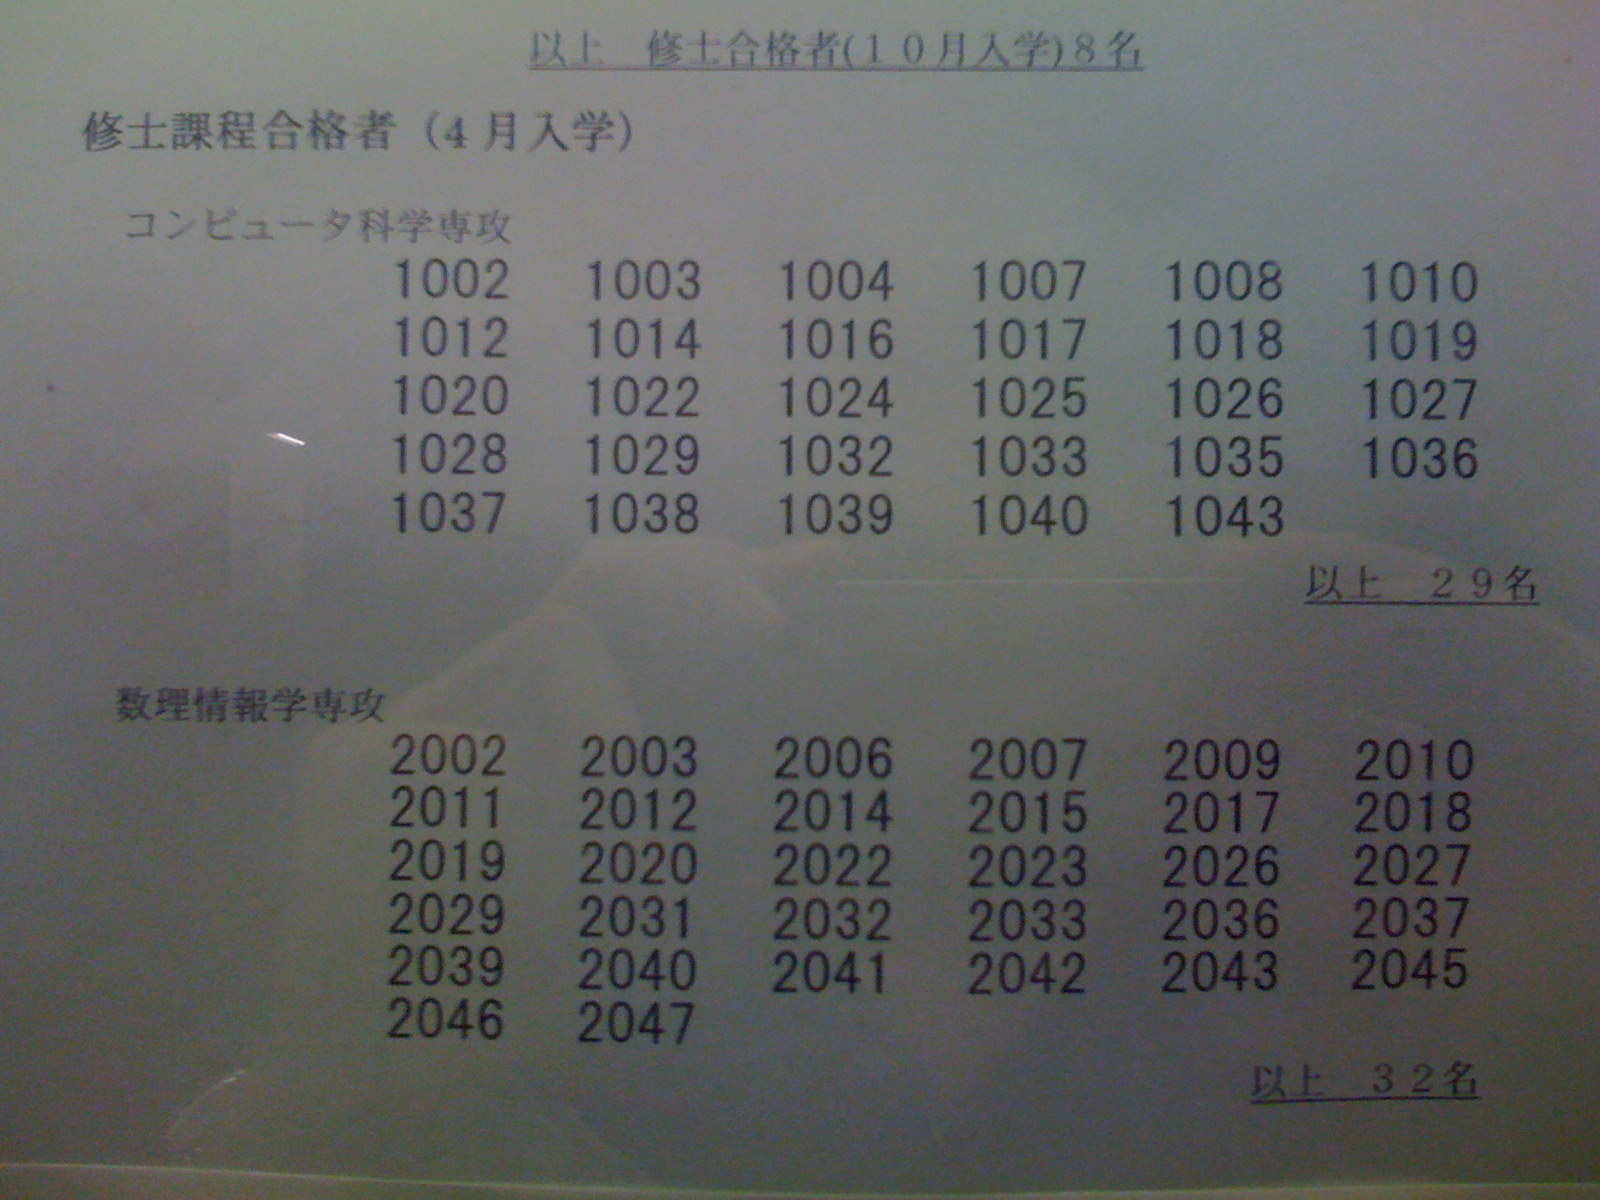 以上　修士合格者(１０月入学)８名
修士課程合格者（４月入学）
コンピュータ科学専攻
1002 1003 1004 1007 1008 1010
1012 1014 1016 1017 1018 1019
1020 1022 1024 1025 1026 1027
1028 1029 1032 1033 1035 1036
1037 1038 1039 1040 1043
以上　２９名
数理情報学専攻
2002 2003 2006 2007 2009 2010
2011 2012 2014 2015 2017 2018
2019 2020 2022 2023 2026 2027
2029 2031 2032 2033 2036 2037
2039 2040 2041 2042 2043 2045
2046 2047
以上　３２名